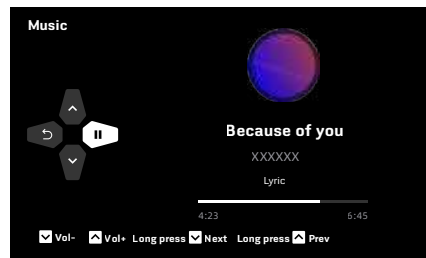 Music
Because of you
XXXXXX
Lyric
4:23 6:45
Vol- Vol+ Long press Next Long press Prev